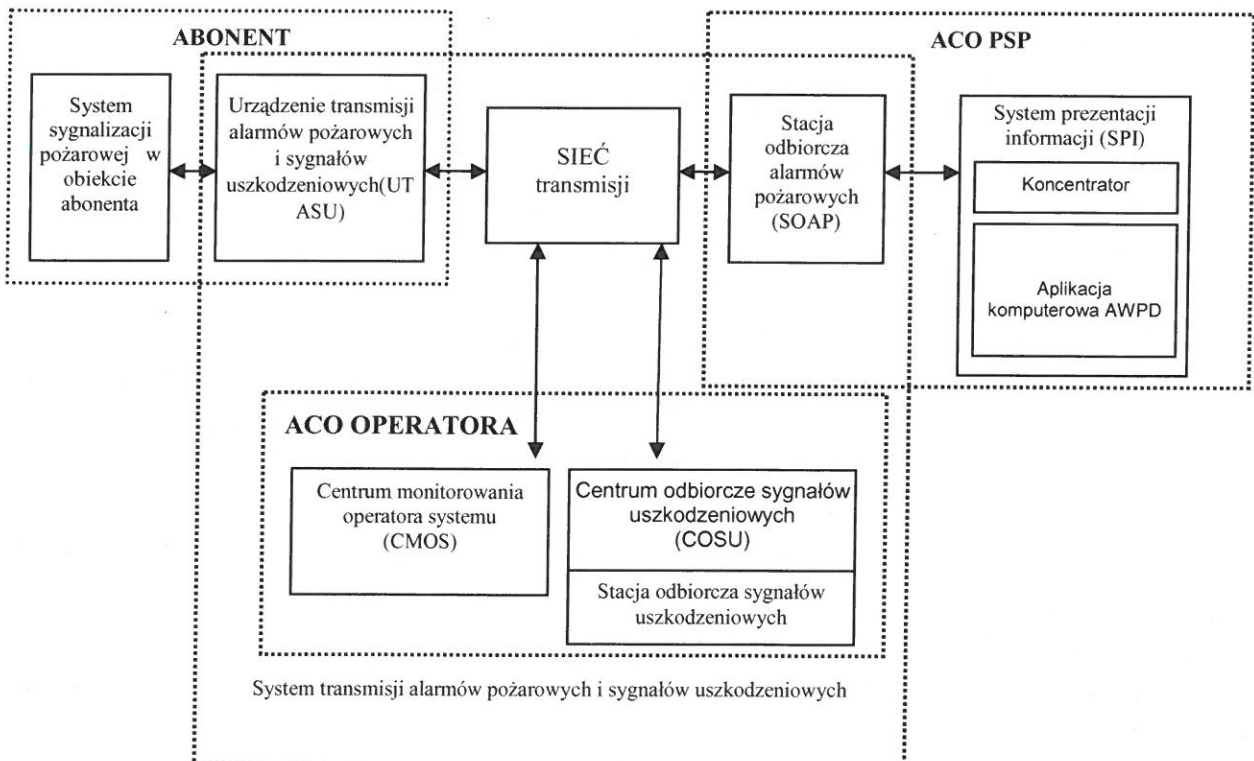 ABONENT
ACO PSP
System
sygnalizacji
pożarowej w
obiekcie
abonenta
Urządzenie transmisji
alarmów pożarowych
i sygnałów
uszkodzeniowych(UT
ASU)
SIEĆ
transmisji
Stacja
odbiorcza
alarmów
pożarowych
(SOAP)
System prezentacji
informacji (SPI)
Koncentrator
Aplikacja
komputerowa AWPD
ACO OPERATORA
Centrum monitorowania
operatora systemu
(CMOS)
Centrum odbiorcze sygnałów
uszkodzeniowych
(COSU)
Stacja odbiorcza sygnałów
uszkodzeniowych
System transmisji alarmów pożarowych i sygnałów uszkodzeniowych